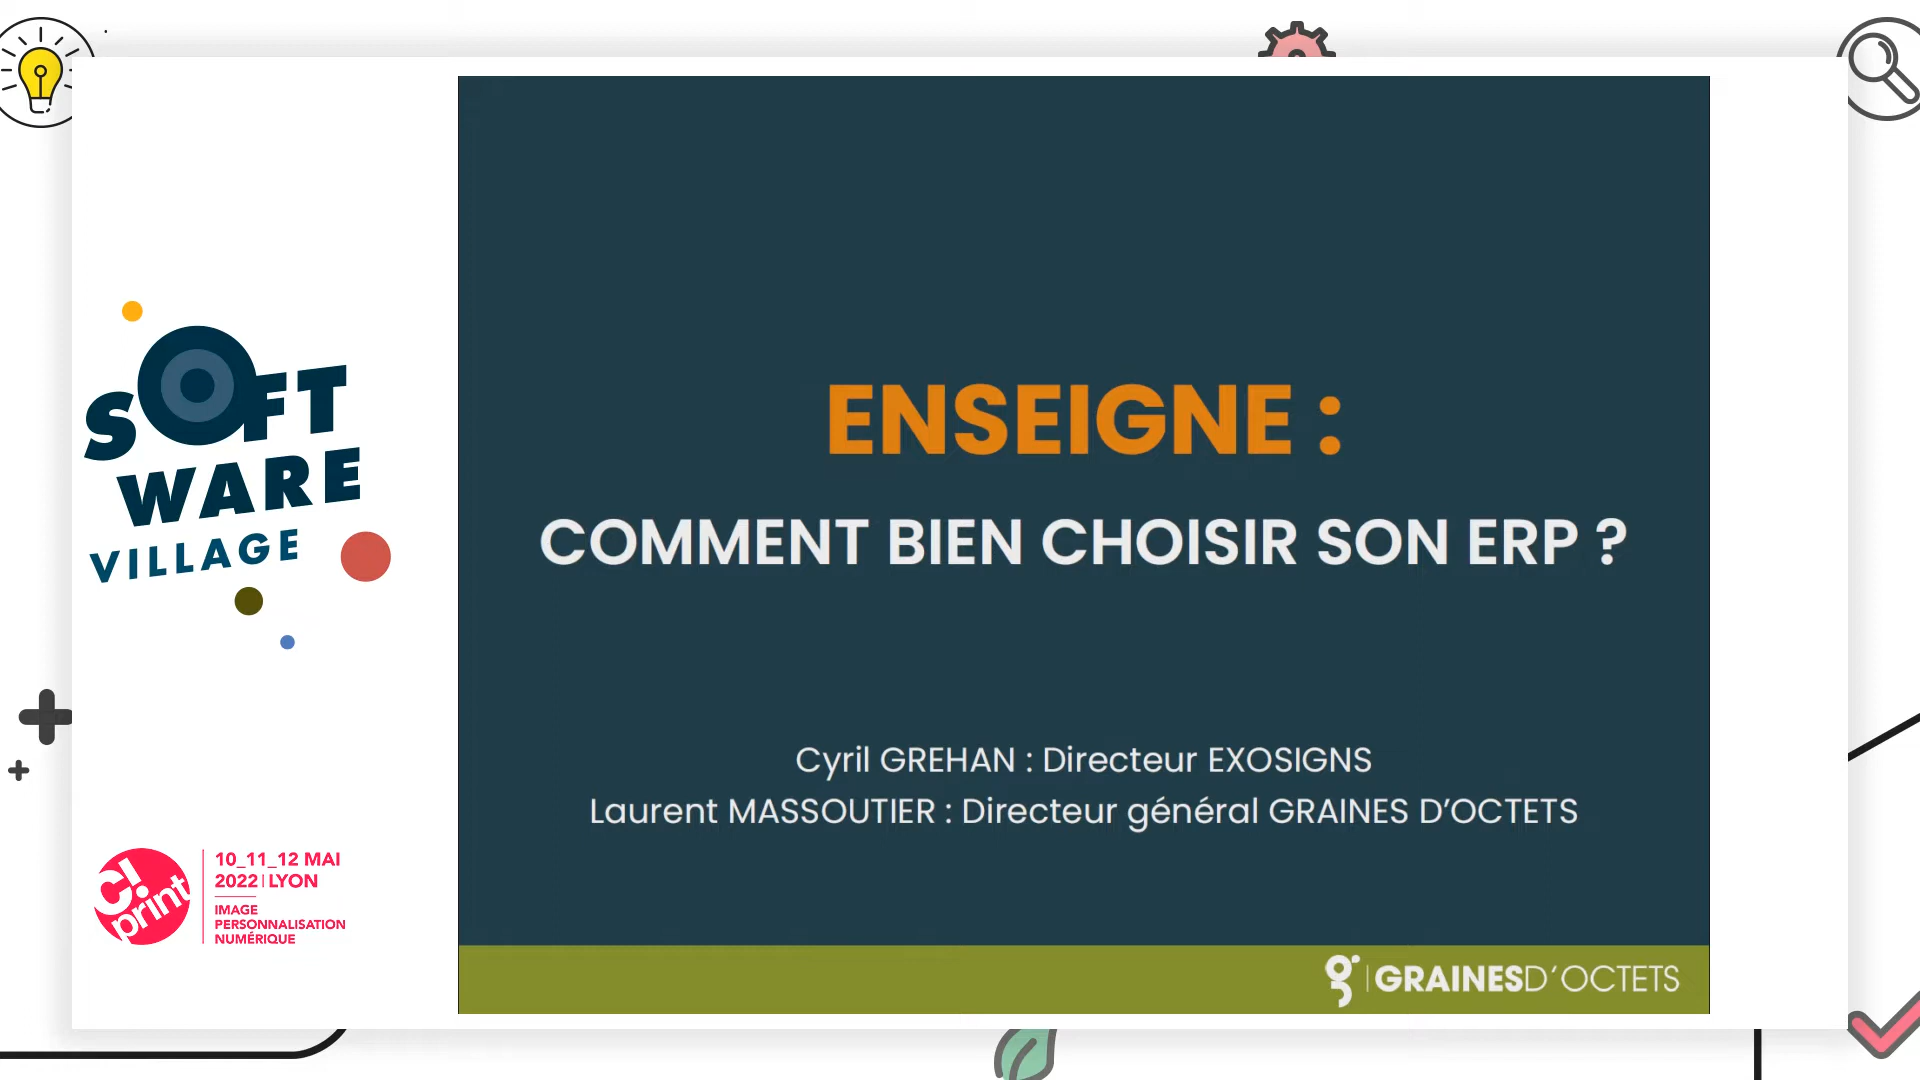 SOFT
WARE
VILLAGE
C! print
10_11_12 MAI
2022 | LYON
IMAGE
PERSONNALISATION
NUMÉRIQUE
ENSEIGNE :
COMMENT BIEN CHOISIR SON ERP ?
Cyril GREHAN : Directeur EXOSIGNS
Laurent MASSOUTIER : Directeur général GRAINES D’OCTETS
g | GRAINESD’OCTETS